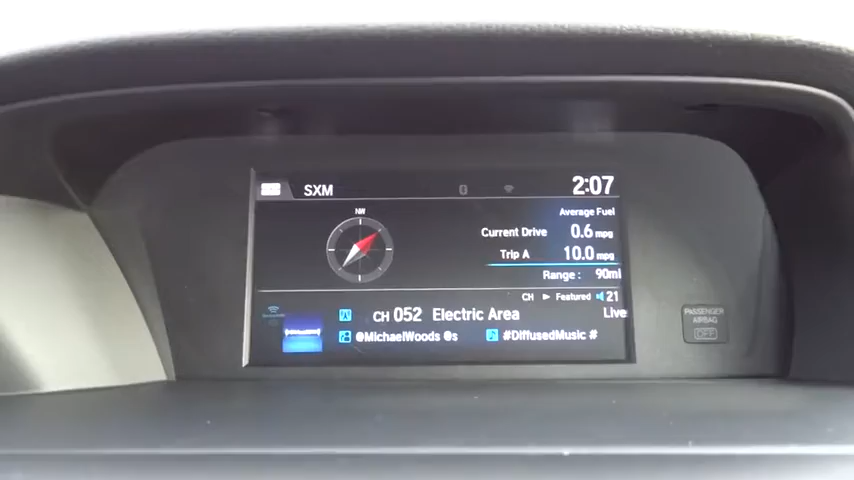 SXM 2:07
NW
Average Fuel
Current Drive 0.6 mpg
Trip A 10.0 mpg
Range : 90mi
CH Featured 21
CH 052 Electric Area Live
@MichaelWoods @s #DiffusedMusic #
PASSENGER
AIRBAG
OFF